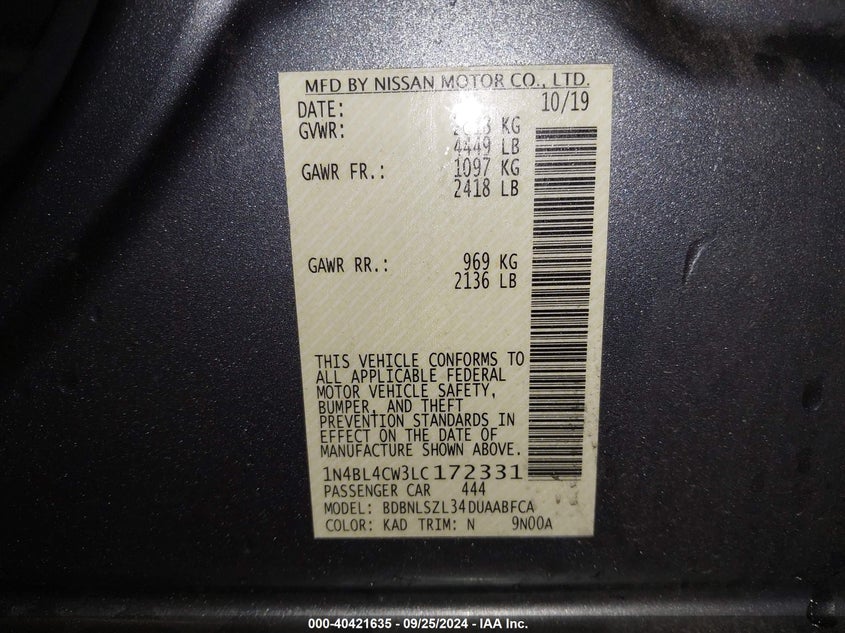 MFD BY NISSAN MOTOR CO., LTD.
DATE: 10/19
GVWR: KG
4449 LB
GAWR FR.: 1097 KG
2418 LB
GAWR RR.: 969 KG
2136 LB
THIS VEHICLE CONFORMS TO
ALL APPLICABLE FEDERAL
MOTOR VEHICLE SAFETY,
BUMPER, AND THEFT
PREVENTION STANDARDS IN
EFFECT ON THE DATE OF
MANUFACTURE SHOWN ABOVE.
1N4BL4CW3LC172331
PASSENGER CAR 444
MODEL: BDBNLSZL34DUAABFCA
COLOR: KAD TRIM: N 9N00A
000-40421635 - 09/25/2024 - IAA Inc.